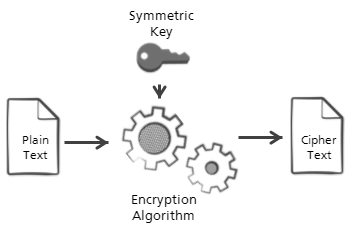 Symmetric
Key
Plain
Text
Cipher
Text
Encryption
Algorithm